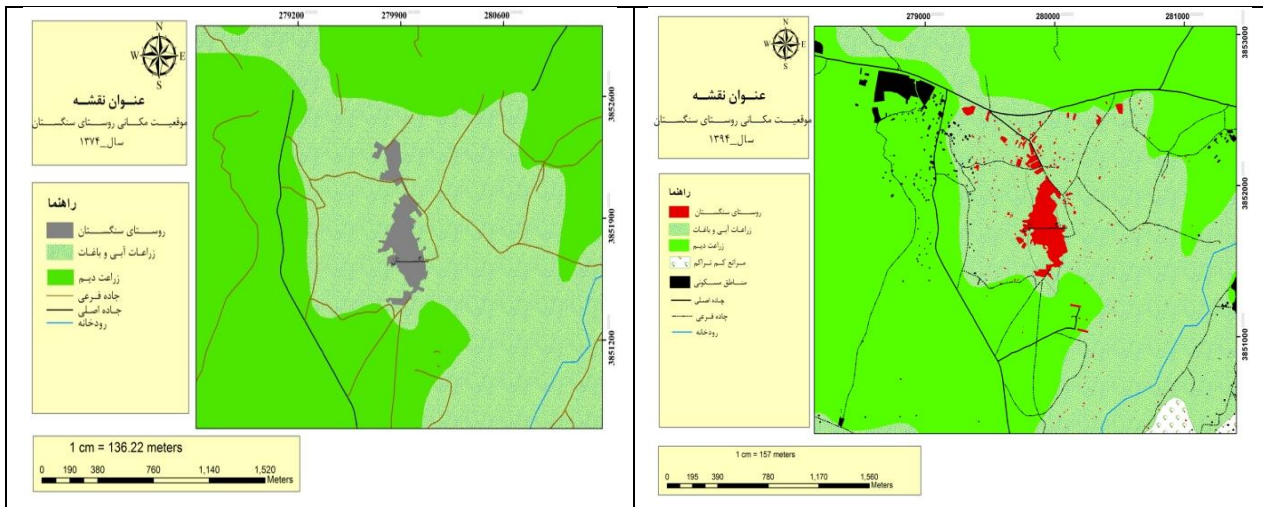 279200 279900 280600
N
W E
S
عنوان نقشه
موقعیت مکانی روستای سنگستان
سال_۱۳۷۴
3852600
3851900
3851200
راهنما
روستای سنگستان
زراعات آبی و باغات
زراعت دیم
جاده فرعی
جاده اصلی
رودخانه
1 cm = 136.22 meters
0 190 380 760 1,140 1,520
Meters
279000 280000 281000
N
W E
S
عنوان نقشه
موقعیت مکانی روستای سنگستان
سال_۱۳۹۴
3853000
3852000
3851000
راهنما
روستای سنگستان
زراعات آبی و باغات
زراعت دیم
مراتع کم تراکم
مناطق مسکونی
جاده اصلی
جاده فرعی
رودخانه
1 cm = 157 meters
0 195 390 780 1,170 1,560
Meters